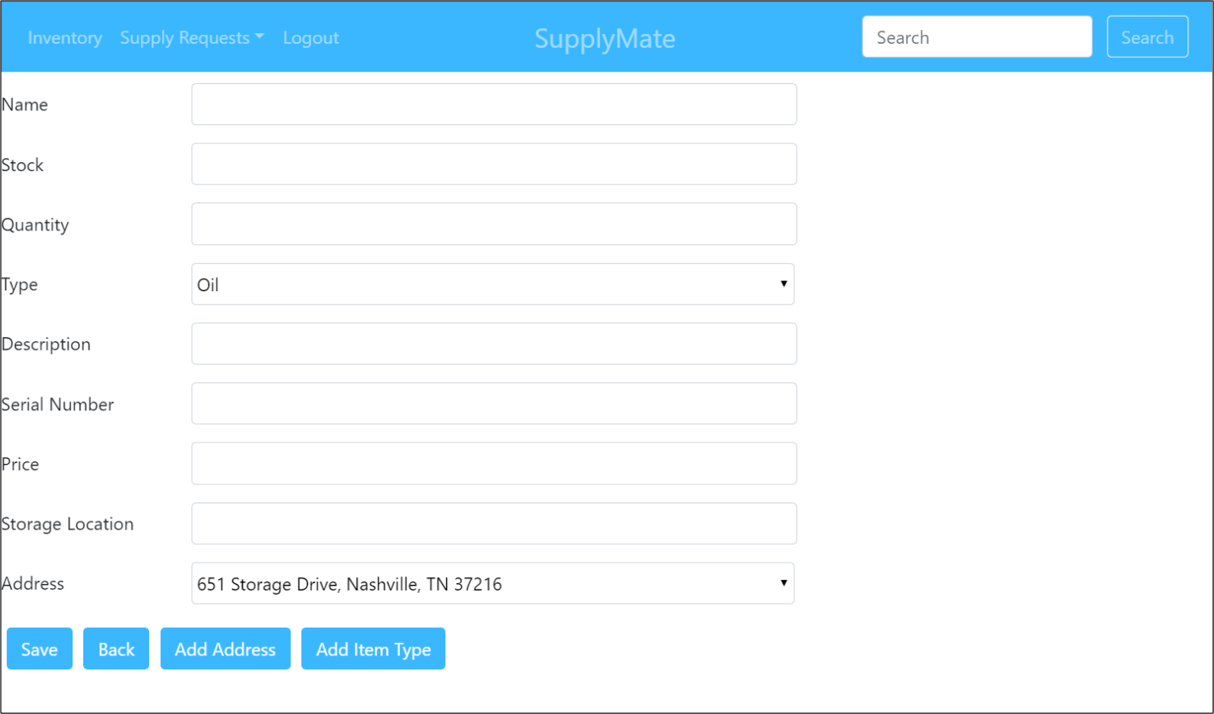 Inventory Supply Requests Logout SupplyMate Search Search
Name
Stock
Quantity
Type Oil
Description
Serial Number
Price
Storage Location
Address 651 Storage Drive, Nashville, TN 37216
Save Back Add Address Add Item Type